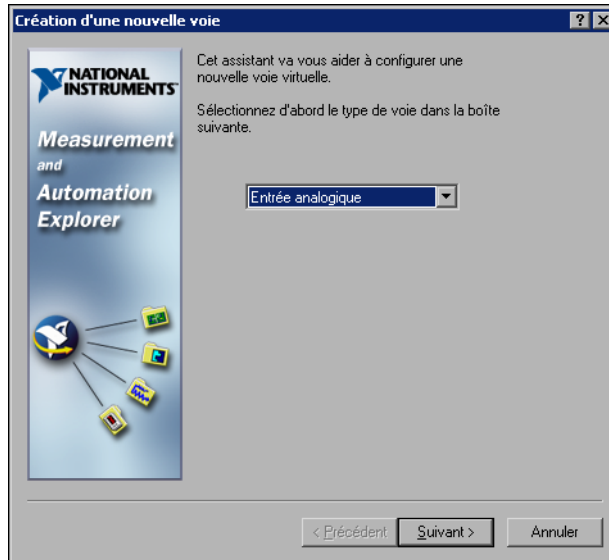 Création d'une nouvelle voie
NATIONAL
INSTRUMENTS
Measurement
and
Automation
Explorer
Cet assistant va vous aider à configurer une
nouvelle voie virtuelle.
Sélectionnez d'abord le type de voie dans la boîte
suivante.
Entrée analogique
< Précédent
Suivant >
Annuler